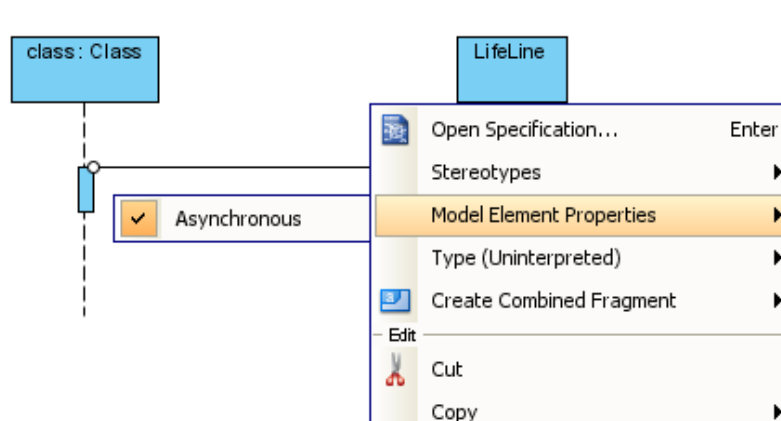 class : Class
LifeLine
Open Specification... Enter
Stereotypes
Asynchronous
Model Element Properties
Type (Uninterpreted)
Create Combined Fragment
Edit
Cut
Copy